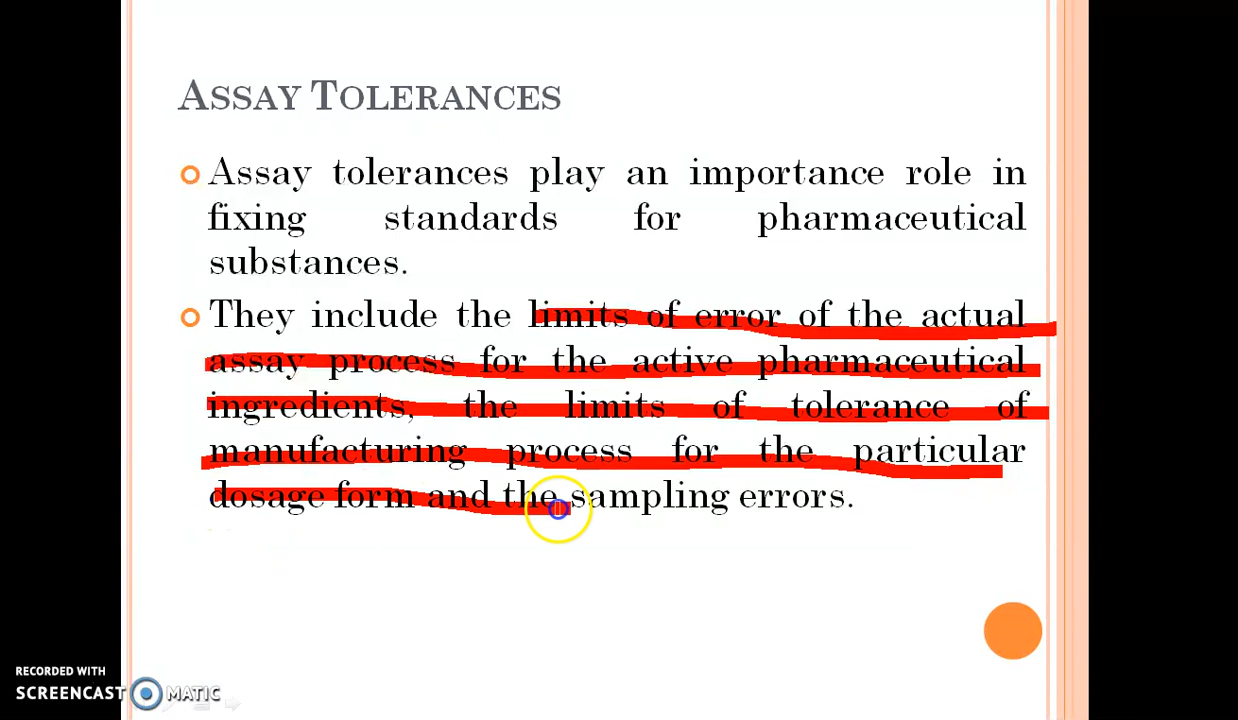 ASSAY TOLERANCES
Assay tolerances play an importance role in
fixing standards for pharmaceutical
substances.
They include the limits of error of the actual
assay process for the active pharmaceutical
ingredients, the limits of tolerance of
manufacturing process for the particular
dosage form and the sampling errors.
RECORDED WITH
SCREENCAST MATIC